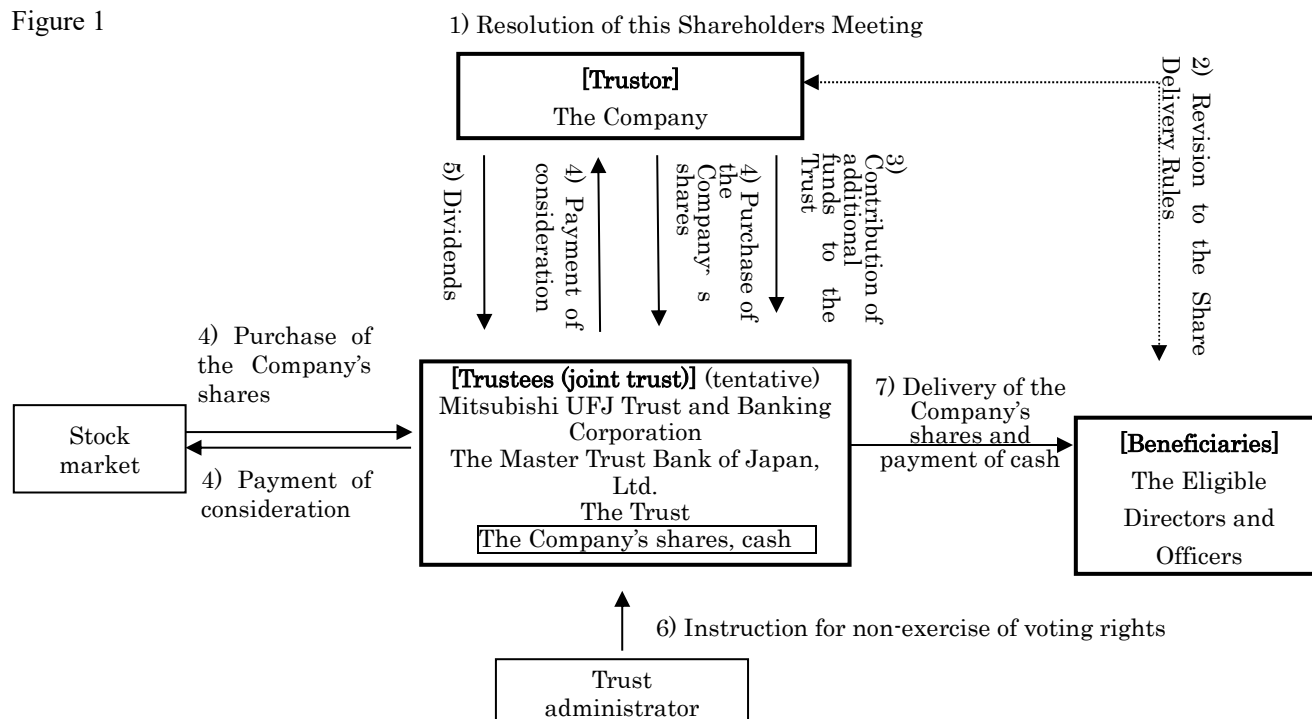 Figure 1
1) Resolution of this Shareholders Meeting
[Trustor]
The Company
2) Revision to the Share
Delivery Rules
5) Dividends
4) Payment of
consideration
4) Purchase of
the
Company's
shares
3)
Contribution of
additional
funds to the
Trust
4) Purchase of
the Company's
shares
Stock
market
4) Payment of
consideration
[Trustees (joint trust)] (tentative)
Mitsubishi UFJ Trust and Banking
Corporation
The Master Trust Bank of Japan,
Ltd.
The Trust
The Company's shares, cash
7) Delivery of the
Company's
shares and
payment of cash
[Beneficiaries]
The Eligible
Directors and
Officers
6) Instruction for non-exercise of voting rights
Trust
administrator